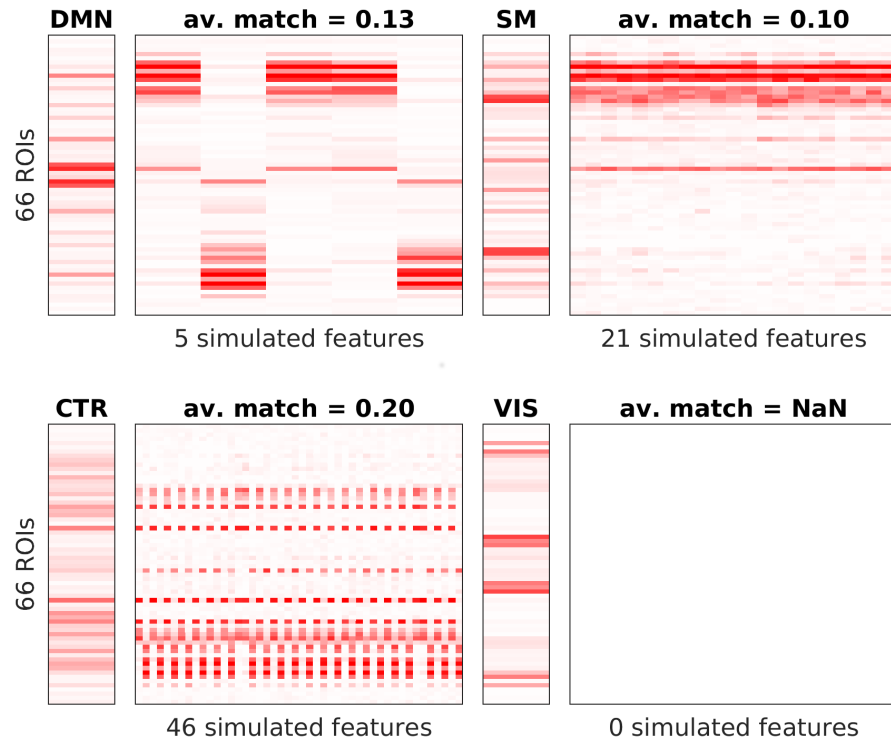 DMN
av. match = 0.13
SM
av. match = 0.10
66 ROIs
5 simulated features
21 simulated features
CTR
av. match = 0.20
VIS
av. match = NaN
66 ROIs
46 simulated features
0 simulated features